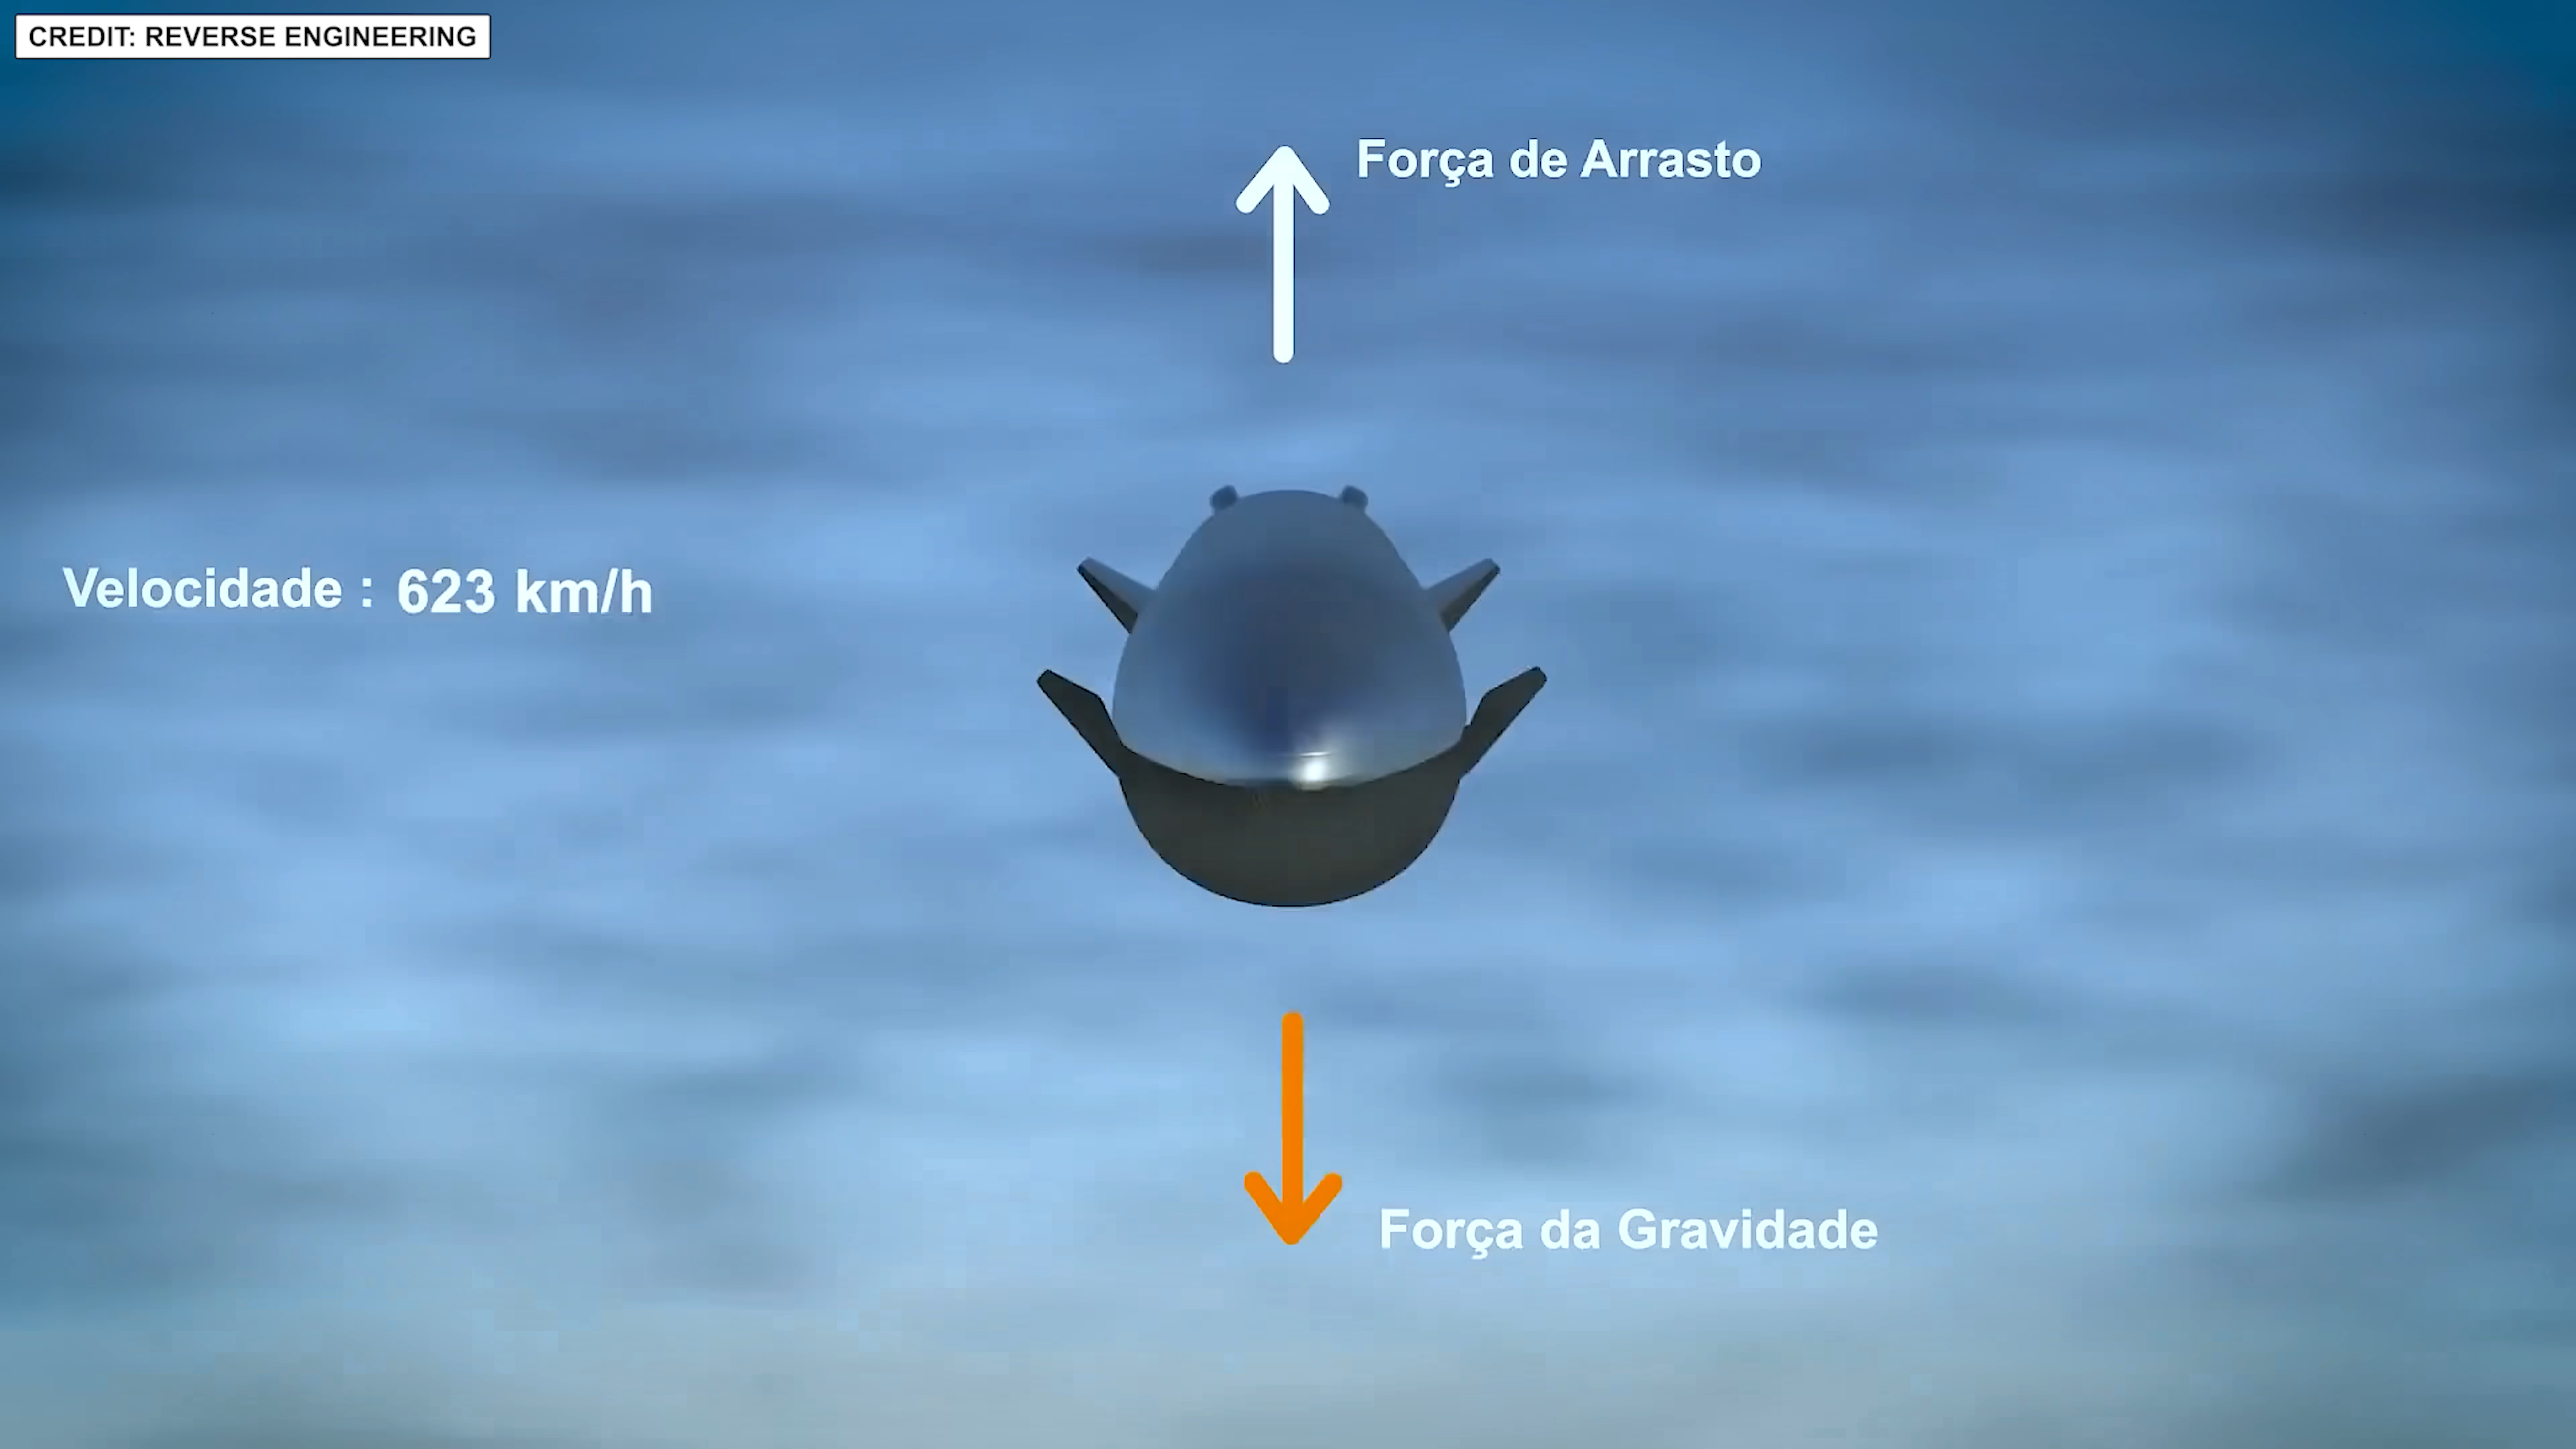 CREDIT: REVERSE ENGINEERING
Força de Arrasto
Velocidade : 623 km/h
Força da Gravidade